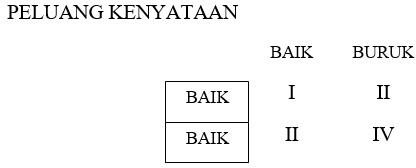 PELUANG KENYATAAN
BAIK BURUK
BAIK I II
BAIK II IV